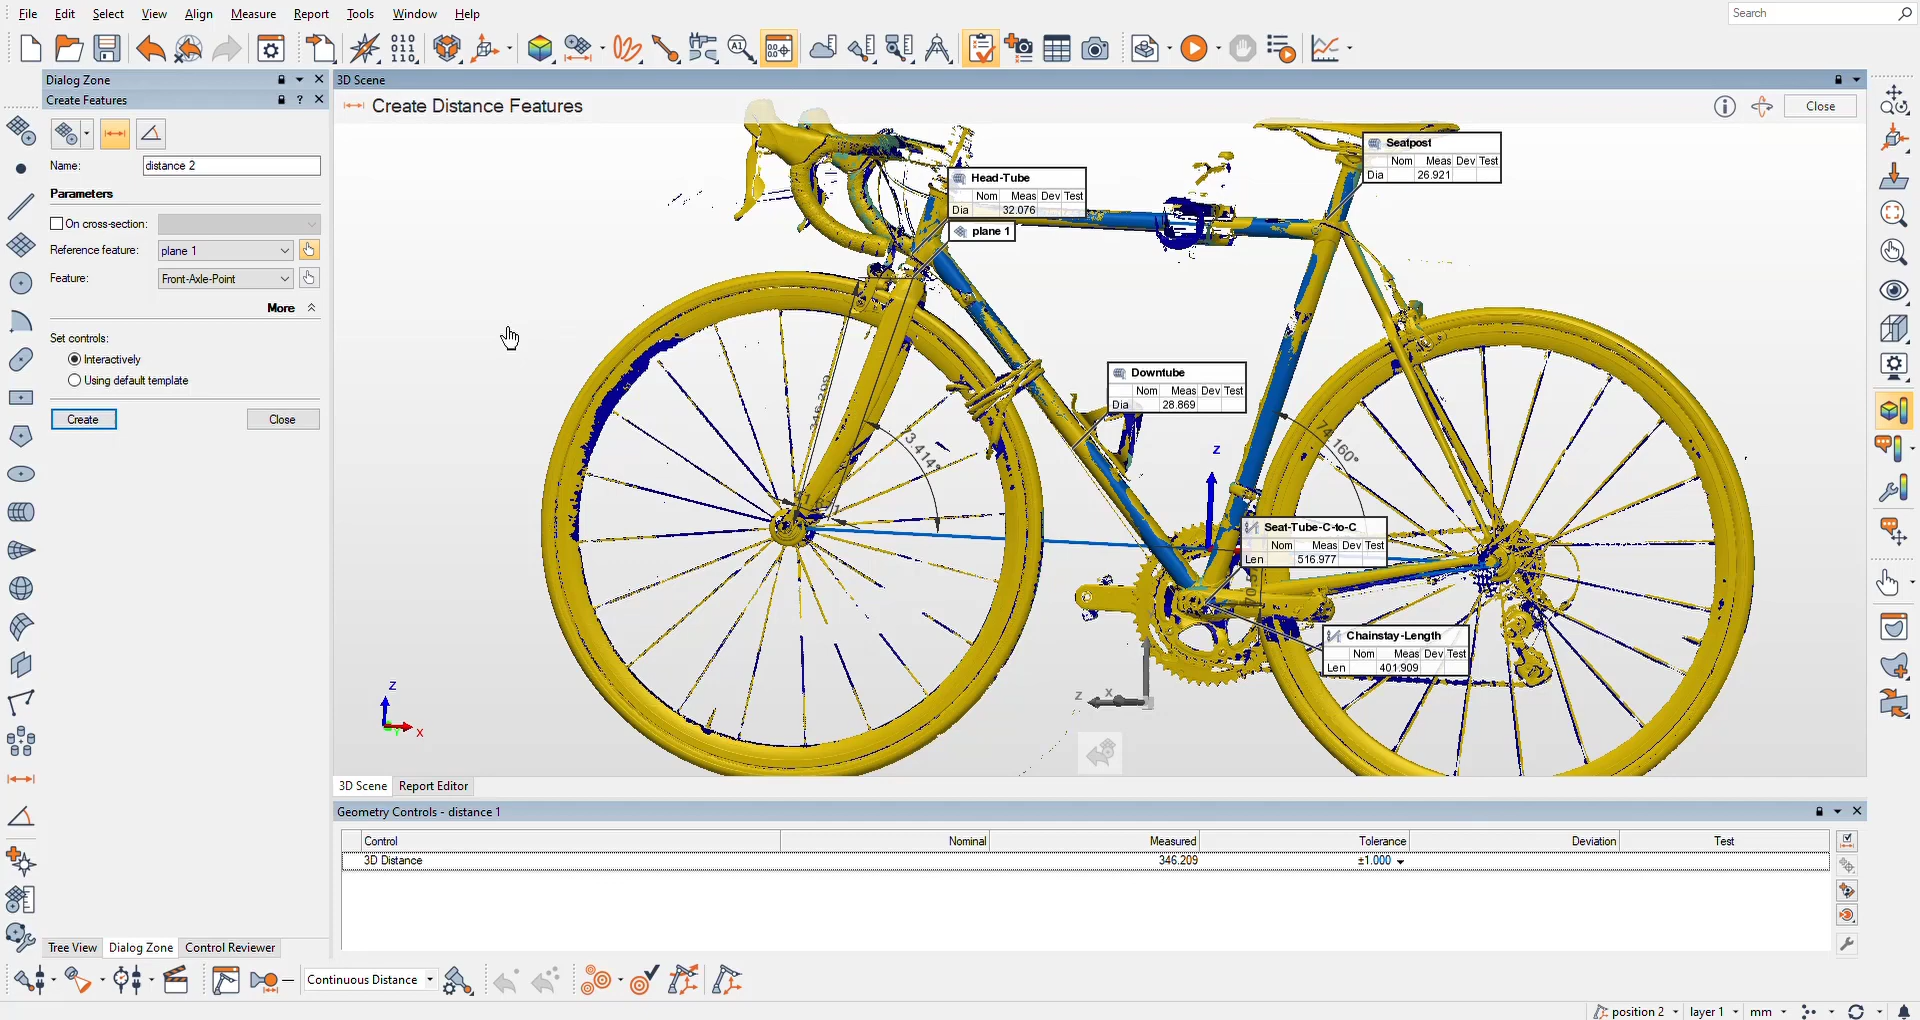 File Edit Select View Align Measure Report Tools Window Help
Search
Dialog Zone
3D Scene
Create Features
Create Distance Features
Close
Name: distance 2
Parameters
On cross-section:
Reference feature: plane 1
Feature: Front-Axle-Point
More
Set controls:
Interactively
Using default template
Create
Close
Seatpost
Nom Meas Dev Test
Dia 26.921
Head-Tube
Nom Meas Dev Test
Dia 32.076
plane 1
Downtube
Nom Meas Dev Test
Dia 28.869
346.209
3.414°
74.160°
Z
Seat-Tube-C-to-C
Nom Meas Dev Test
Len 516.977
Chainstay-Length
Nom Meas Dev Test
Len 401.909
Z
X
Y
Z
X
3D Scene
Report Editor
Geometry Controls - distance 1
Control Nominal Measured Tolerance Deviation Test
3D Distance 346.209 ±1.000
Tree View Dialog Zone Control Reviewer
Continuous Distance
position 2 layer 1 mm